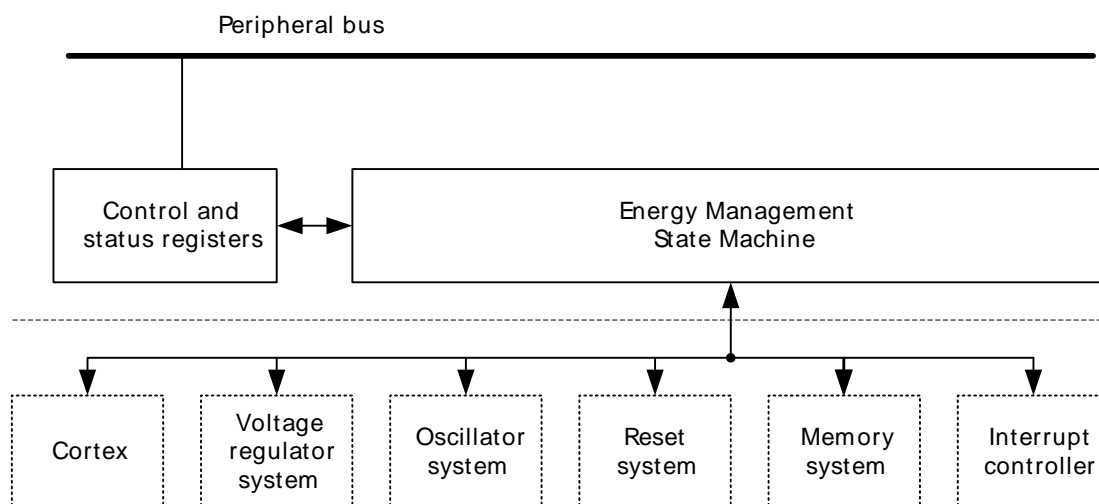 Peripheral bus
Control and
status registers
Energy Management
State Machine
Cortex
Voltage
regulator
system
Oscillator
system
Reset
system
Memory
system
Interrupt
controller